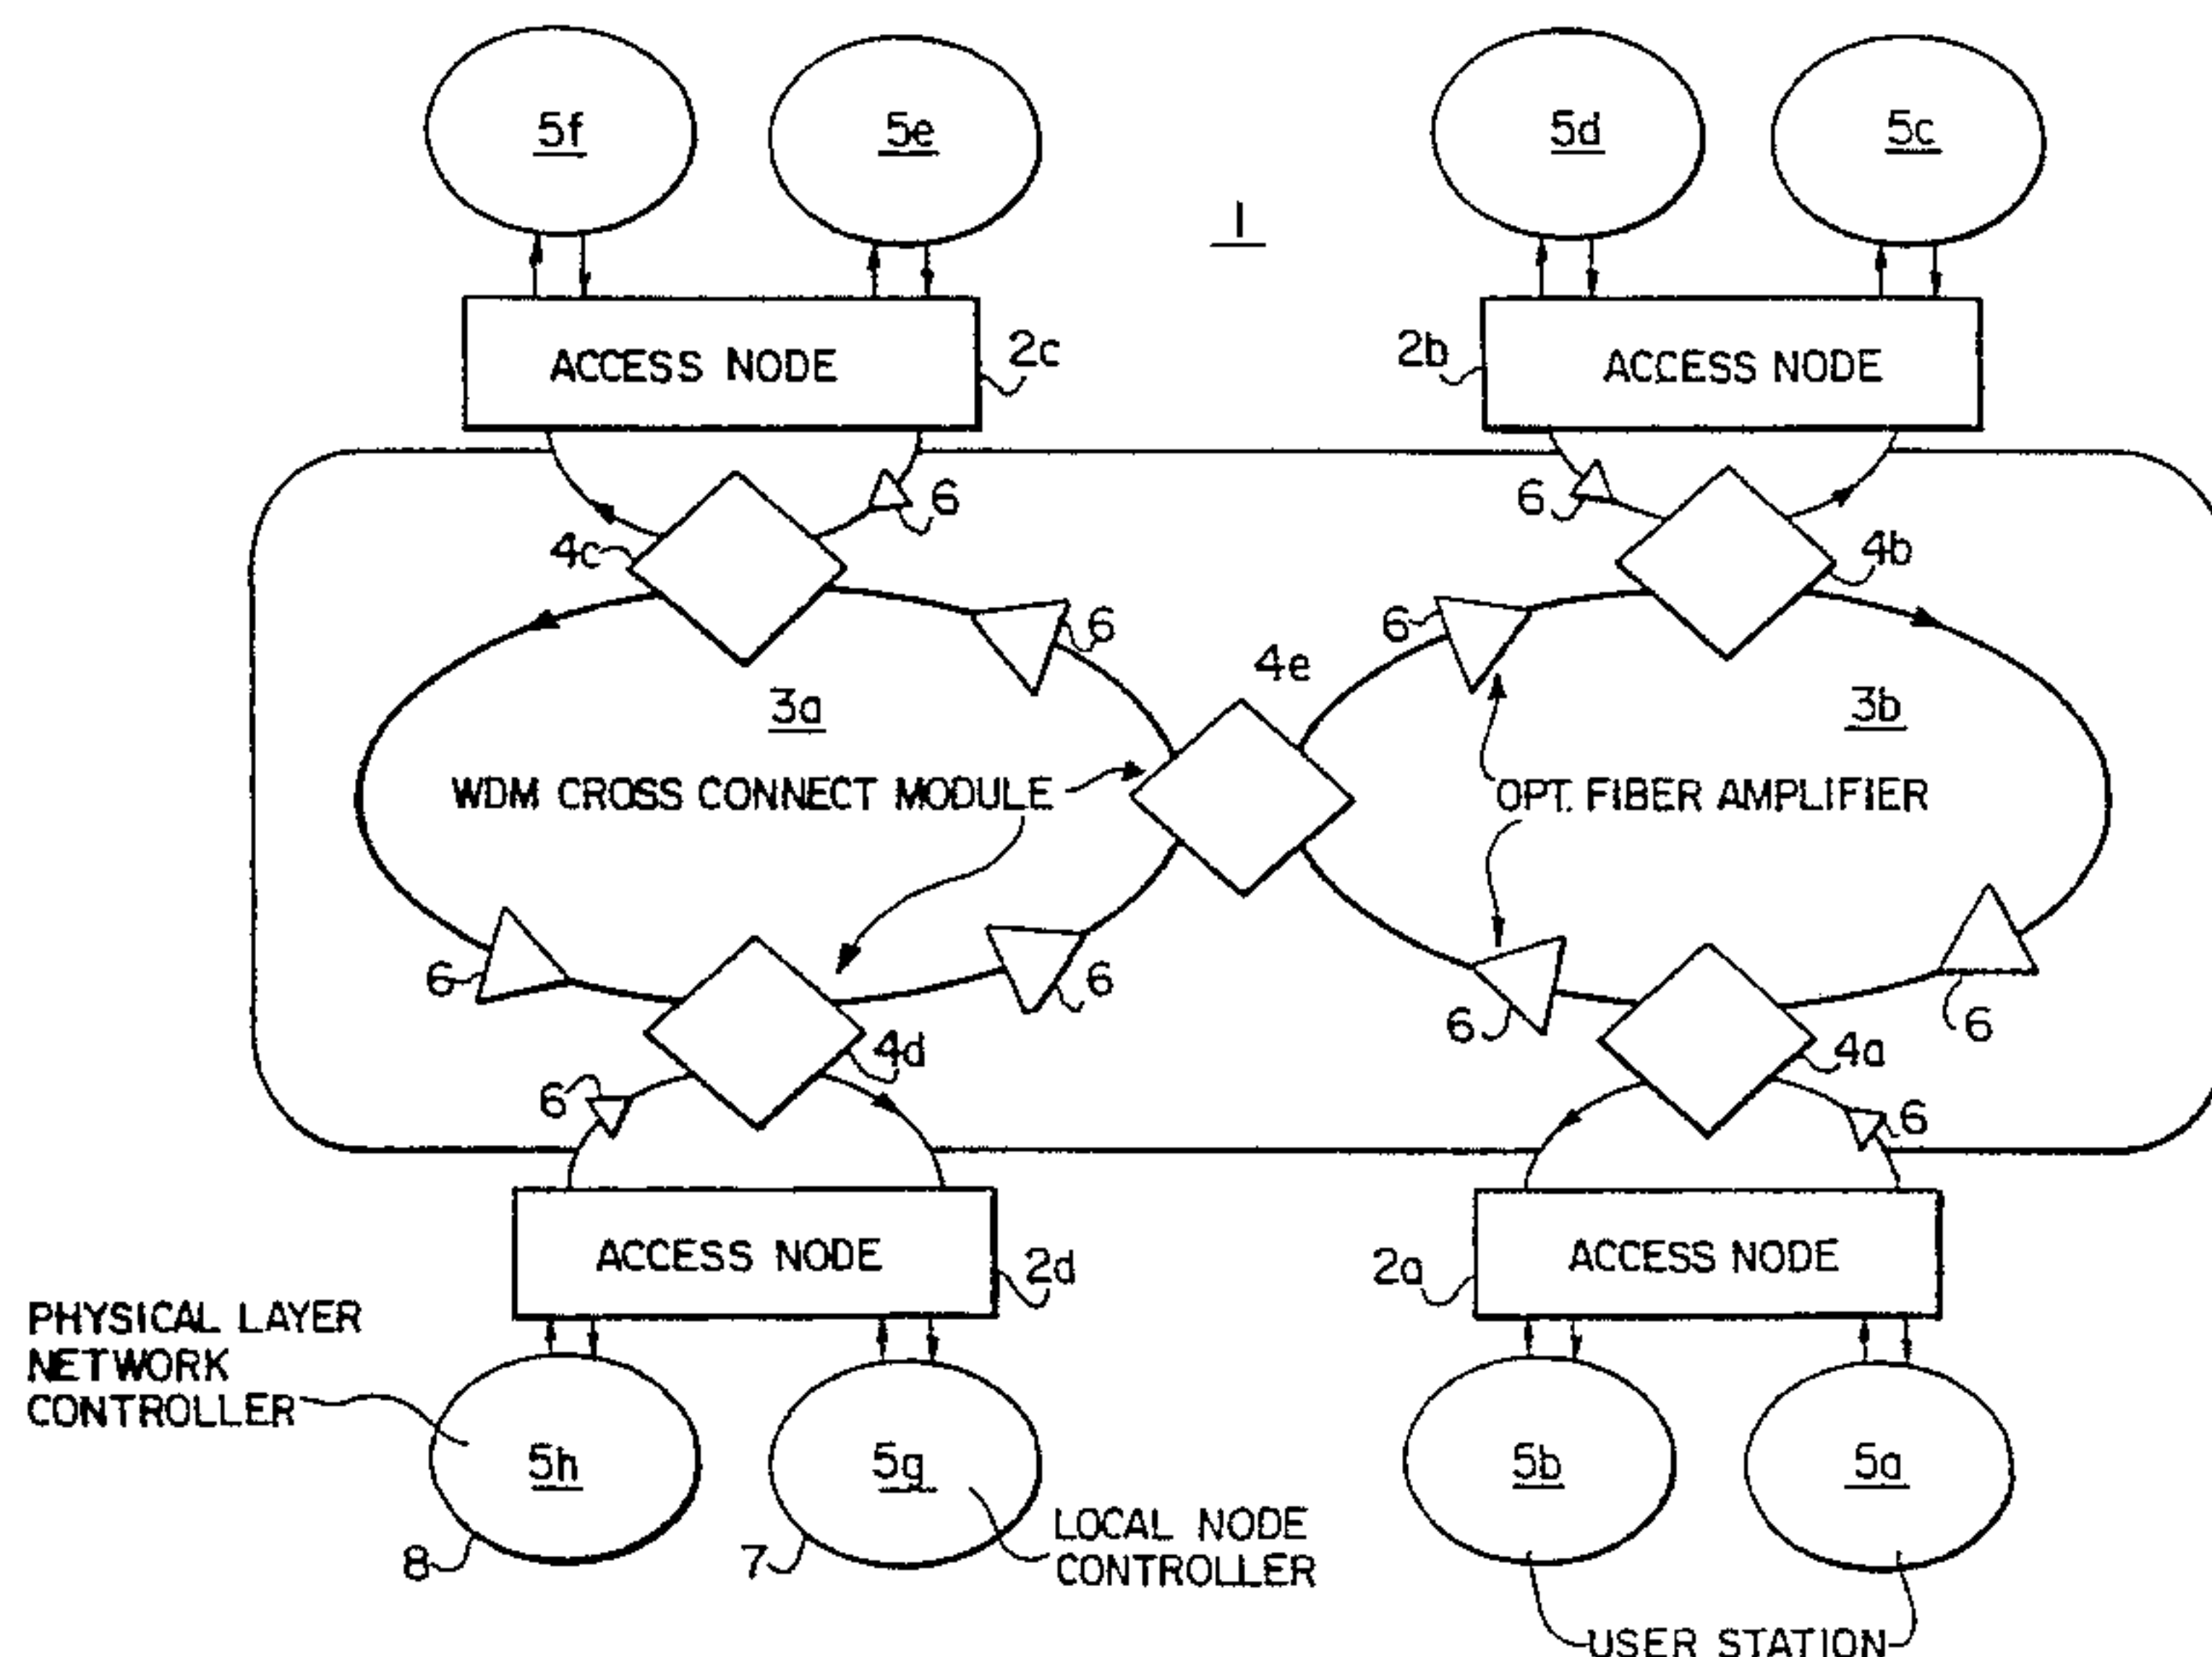 5f
5e
5d
5c
1
ACCESS NODE
2c
2b
ACCESS NODE
6
6
4c
4b
6
6
4e
3a
3b
WDM CROSS CONNECT MODULE
OPT. FIBER AMPLIFIER
6
6
6
6
4d
4a
6
6
ACCESS NODE
2d
2a
ACCESS NODE
PHYSICAL LAYER
NETWORK
CONTROLLER
5h
5g
5b
5a
8
7
LOCAL NODE
CONTROLLER
USER STATION